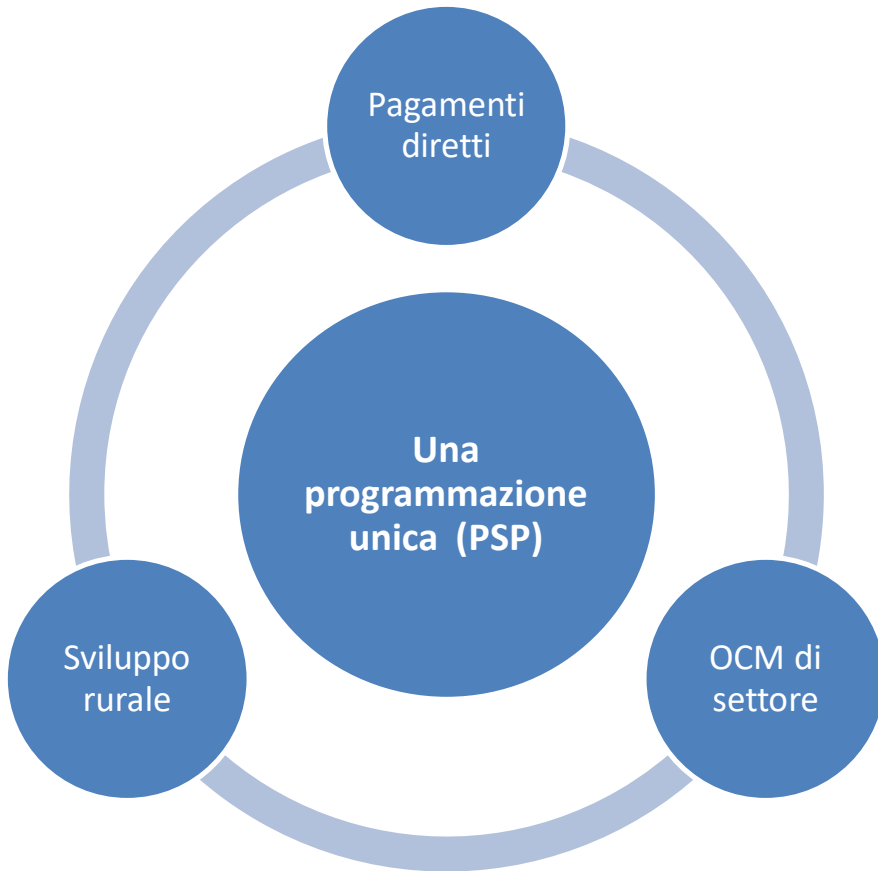 Pagamenti
diretti
Una
programmazione
unica (PSP)
Sviluppo
rurale
OCM di
settore